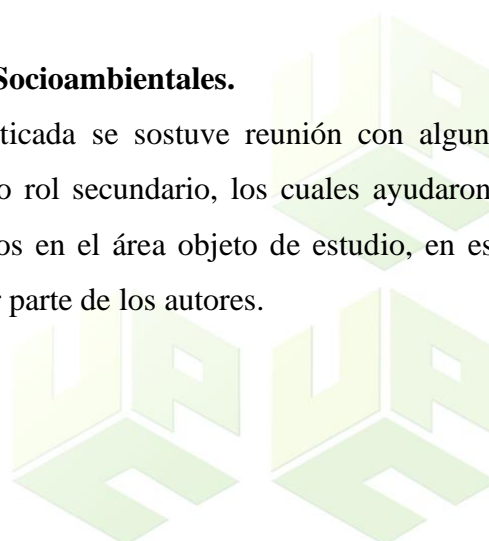 Socioambientales.
ticada se sostuve reunión con algun
o rol secundario, los cuales ayudaron
os en el área objeto de estudio, en es
r parte de los autores.